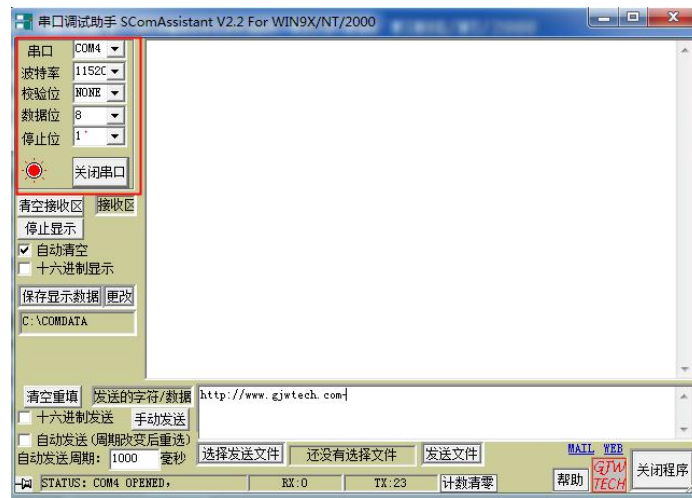 串口调试助手 SComAssistant V2.2 For WIN9X/NT/2000
串口 COM4
波特率 11520
校验位 NONE
数据位 8
停止位 1
关闭串口
清空接收区 接收区
停止显示
自动清空
十六进制显示
保存显示数据 更改
C:\COMDATA
清空重填 发送的字符/数据 http://www.gjwtech.com
十六进制发送 手动发送
自动发送(周期改变后重选)
自动发送周期: 1000 毫秒 选择发送文件 还没有选择文件 发送文件
MAIL WEB
帮助 GJW TECH 关闭程序
STATUS: COM4 OPENED, RX:0 TX:23 计数清零